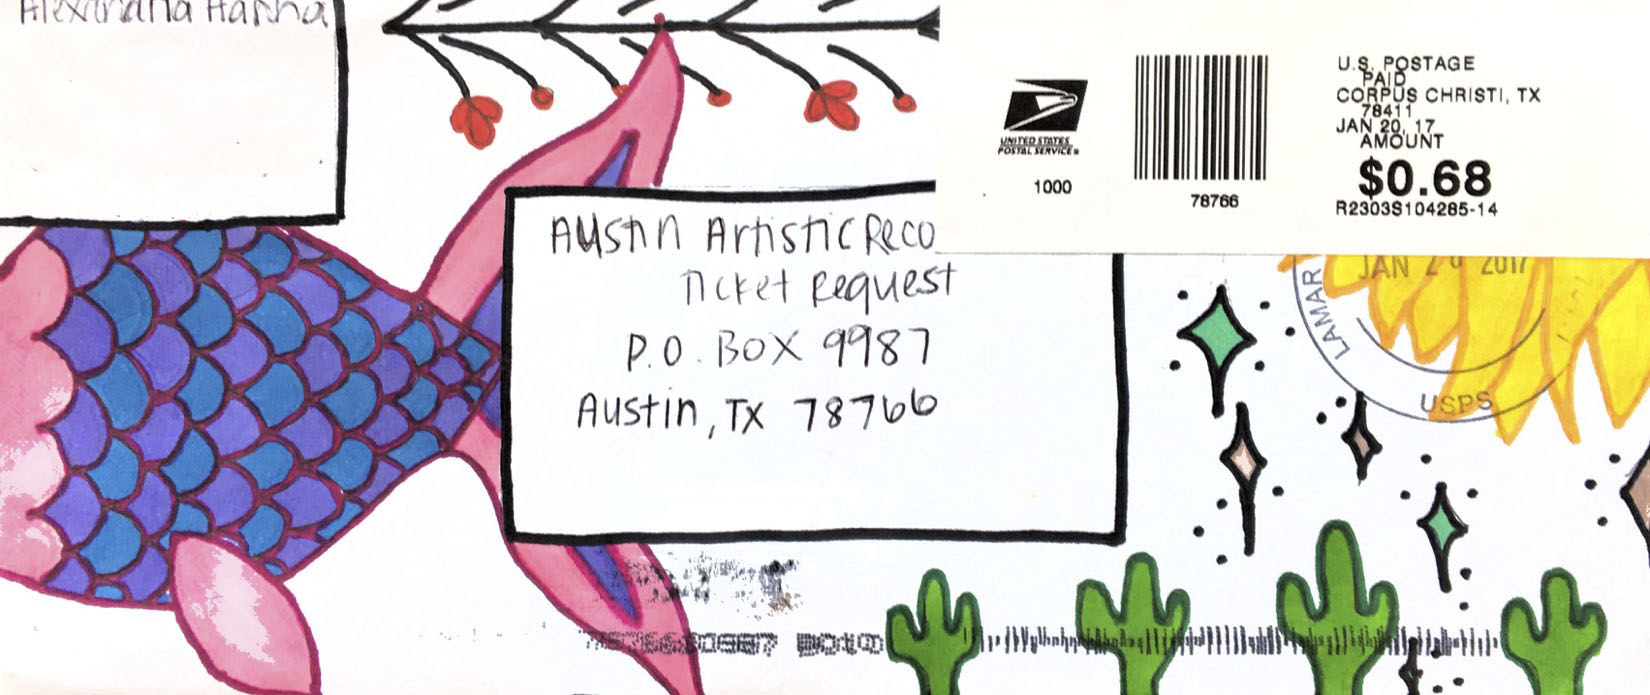 Alexandria Hanna
Austin Artistic Reco
Ticket Request
P.O. Box 9987
Austin, TX 78766
UNITED STATES
POSTAL SERVICE
1000
78766
U.S. POSTAGE
PAID
CORPUS CHRISTI, TX
78411
JAN 20, 17
AMOUNT
$0.68
R2303S104285-14
JAN 20 2017
LAMAR
USPS